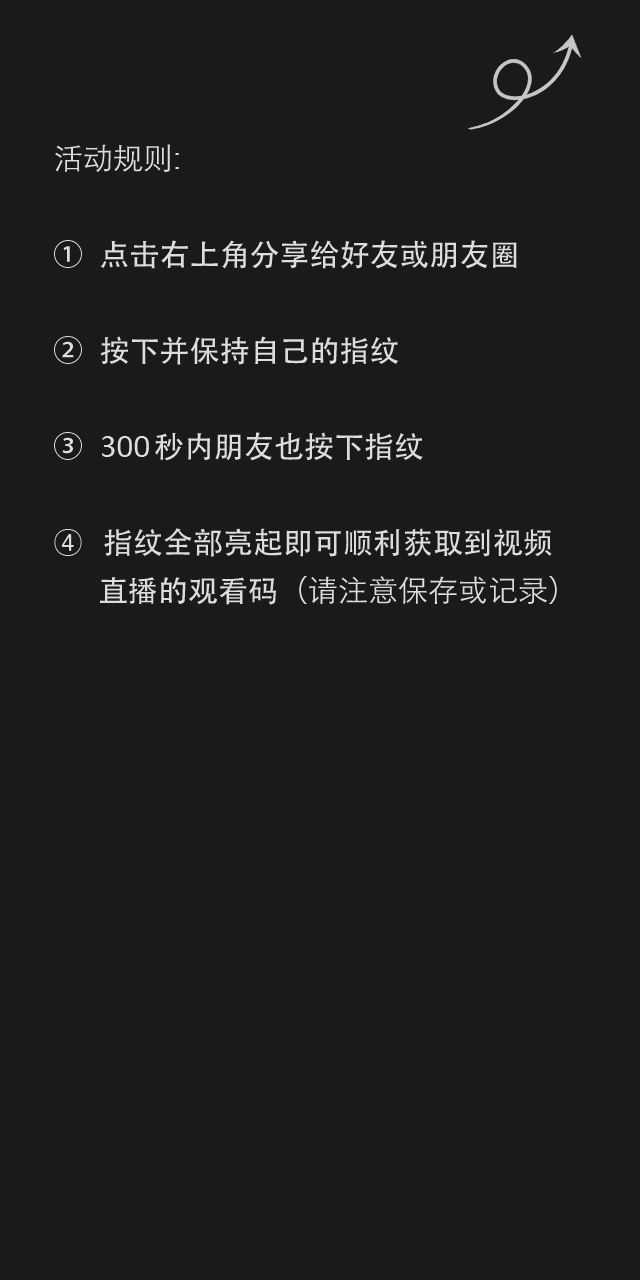 活动规则:
① 点击右上角分享给好友或朋友圈
② 按下并保持自己的指纹
③ 300秒内朋友也按下指纹
④ 指纹全部亮起即可顺利获取到视频
直播的观看码（请注意保存或记录）